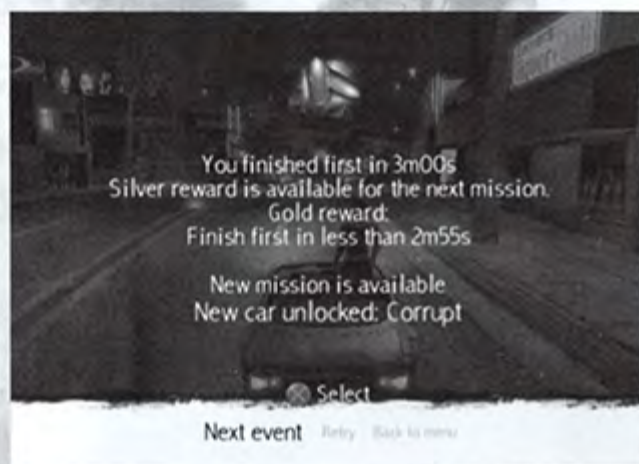 You finished first in 3m00s
Silver reward is available for the next mission.
Gold reward:
Finish first in less than 2m55s
New mission is available
New car unlocked: Corrupt
Select
Next event Retry Back to menu